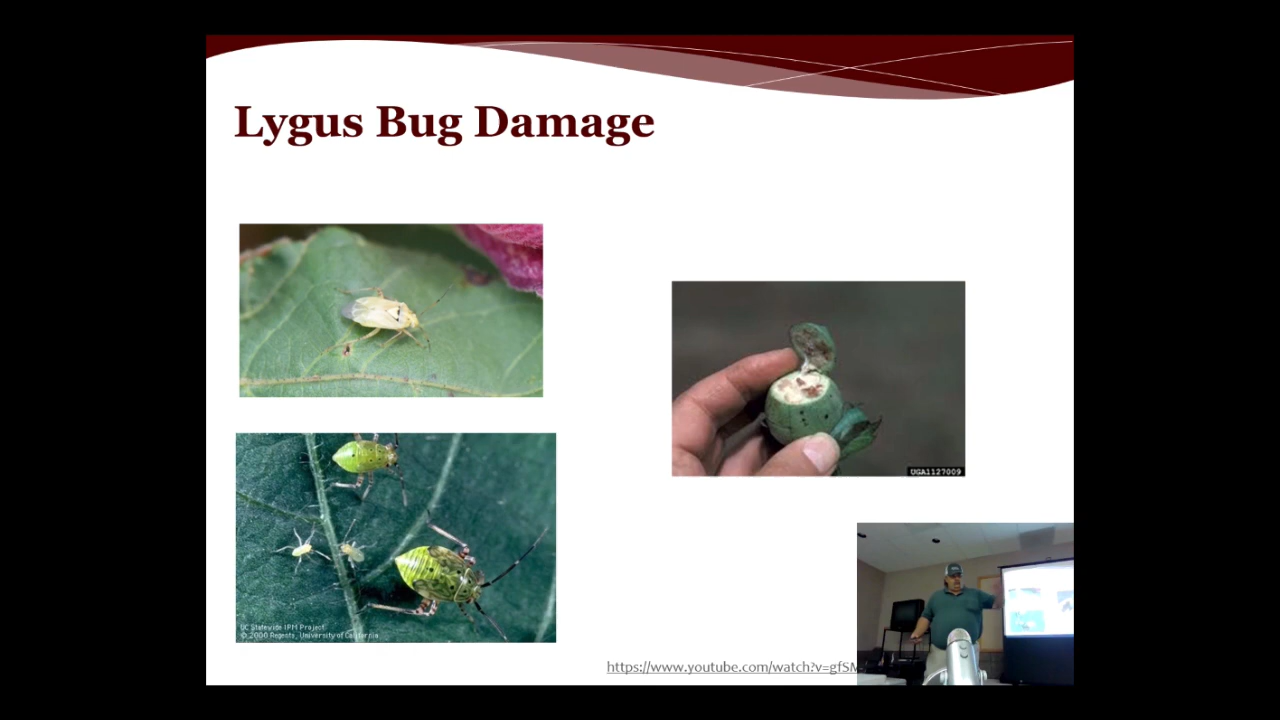 Lygus Bug Damage
UGA1127009
UC Statewide IPM Project
© 2000 Regents, University of California
https://www.youtube.com/watch?v=gfSM